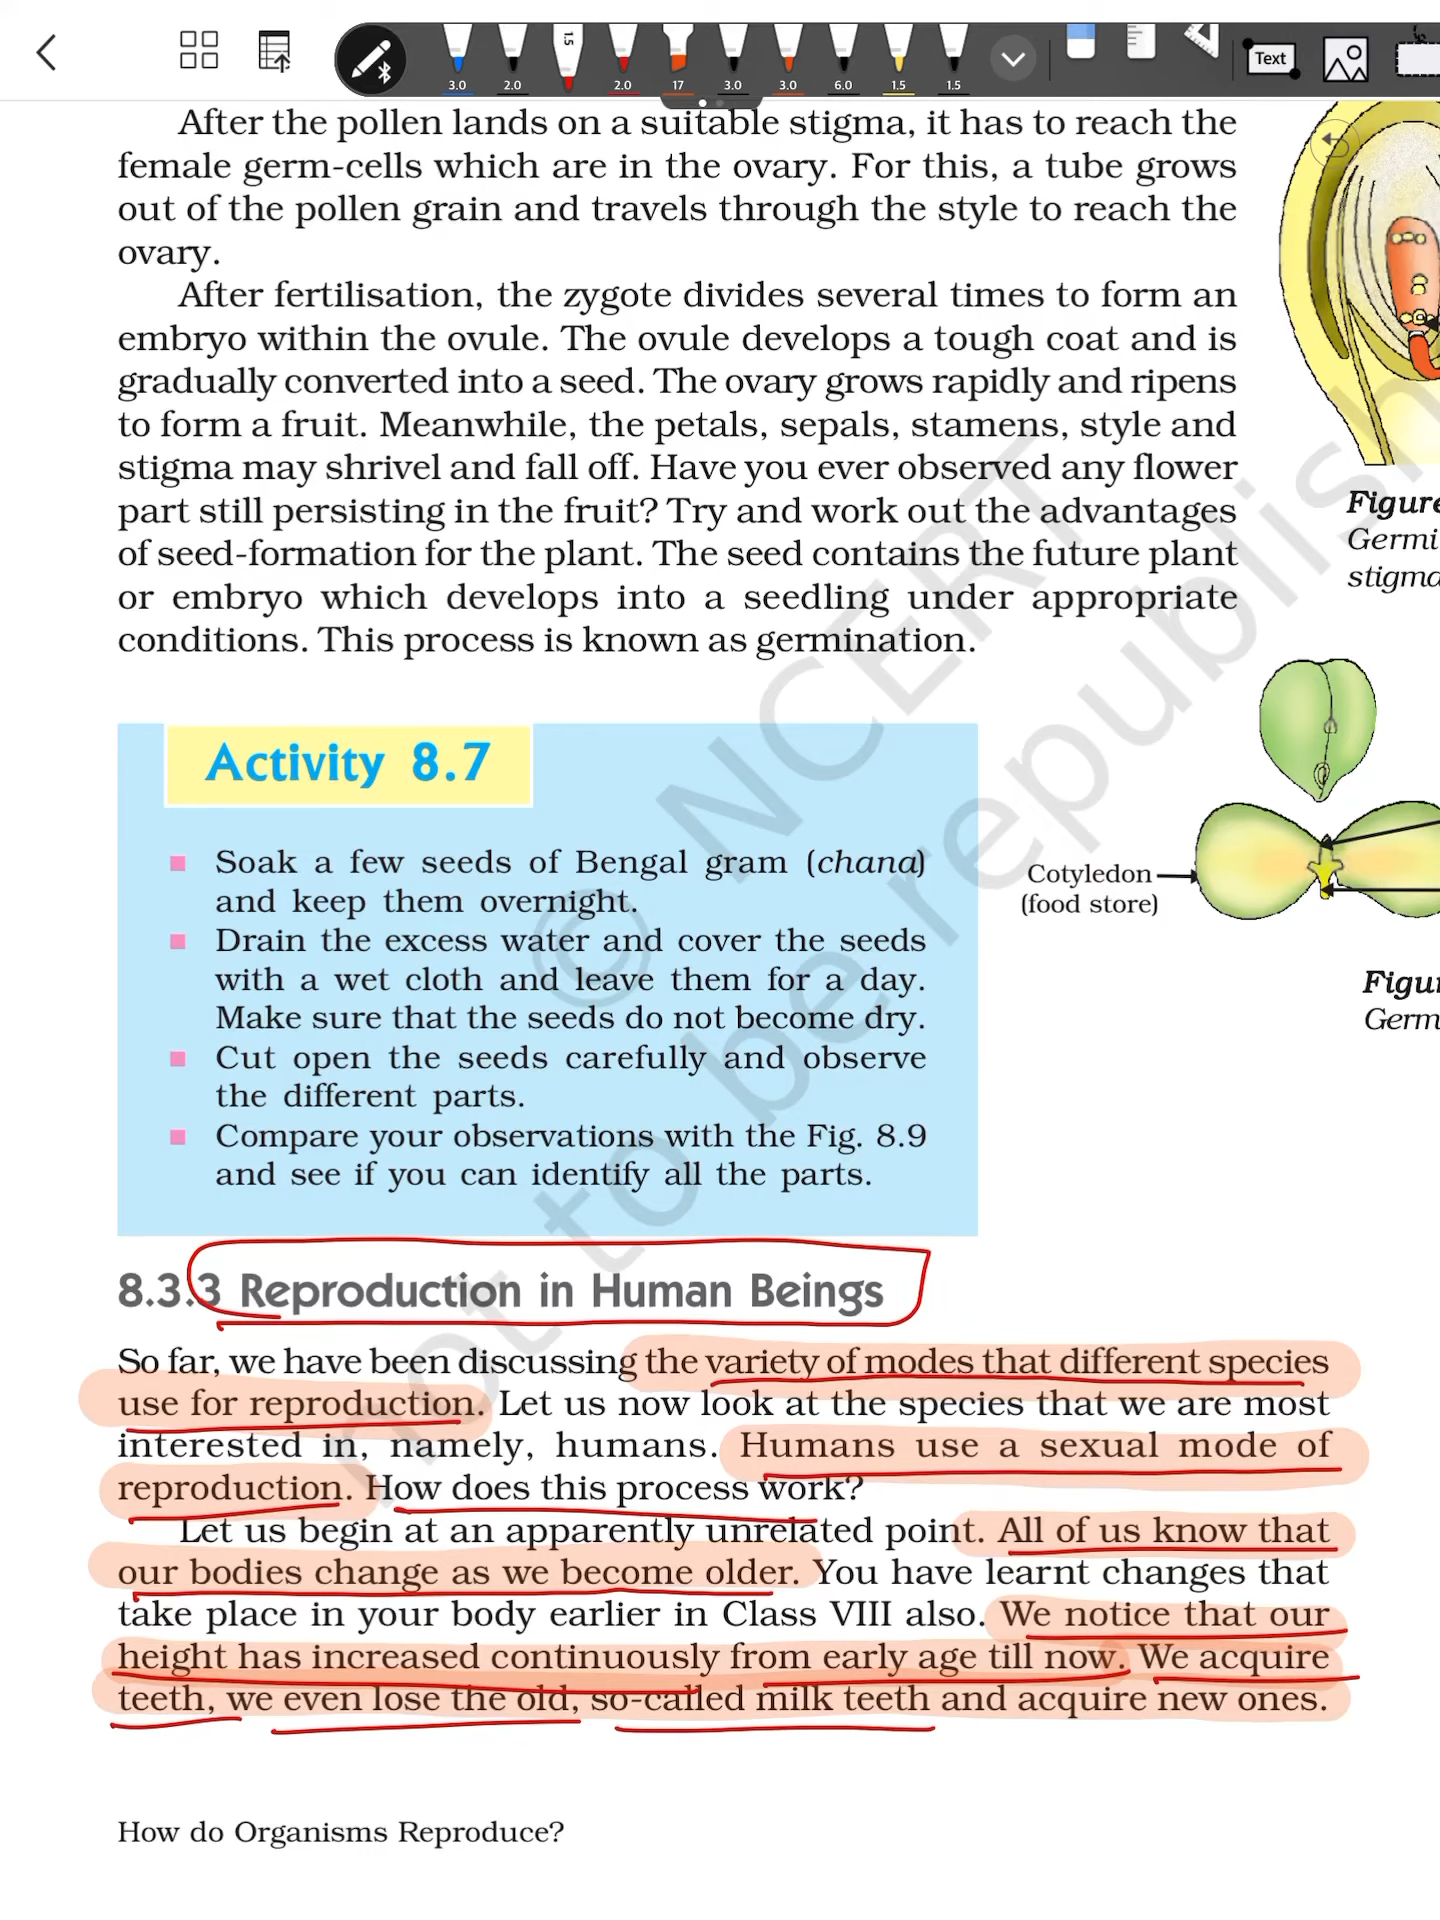 15
3.0 2.0 2.0 17 3.0 3.0 6.0 1.5 1.5
Text
After the pollen lands on a suitable stigma, it has to reach the
female germ-cells which are in the ovary. For this, a tube grows
out of the pollen grain and travels through the style to reach the
ovary.
After fertilisation, the zygote divides several times to form an
embryo within the ovule. The ovule develops a tough coat and is
gradually converted into a seed. The ovary grows rapidly and ripens
to form a fruit. Meanwhile, the petals, sepals, stamens, style and
stigma may shrivel and fall off. Have you ever observed any flower
part still persisting in the fruit? Try and work out the advantages
of seed-formation for the plant. The seed contains the future plant
or embryo which develops into a seedling under appropriate
conditions. This process is known as germination.
Figure
Germi
stigma
Activity 8.7
Soak a few seeds of Bengal gram (chana)
and keep them overnight.
Drain the excess water and cover the seeds
with a wet cloth and leave them for a day.
Make sure that the seeds do not become dry.
Cut open the seeds carefully and observe
the different parts.
Compare your observations with the Fig. 8.9
and see if you can identify all the parts.
Cotyledon
(food store)
Figu
Germ
© NCERT
not to be republish
8.3.3 Reproduction in Human Beings
So far, we have been discussing the variety of modes that different species
use for reproduction. Let us now look at the species that we are most
interested in, namely, humans. Humans use a sexual mode of
reproduction. How does this process work?
Let us begin at an apparently unrelated point. All of us know that
our bodies change as we become older. You have learnt changes that
take place in your body earlier in Class VIII also. We notice that our
height has increased continuously from early age till now. We acquire
teeth, we even lose the old, so-called milk teeth and acquire new ones.
How do Organisms Reproduce?